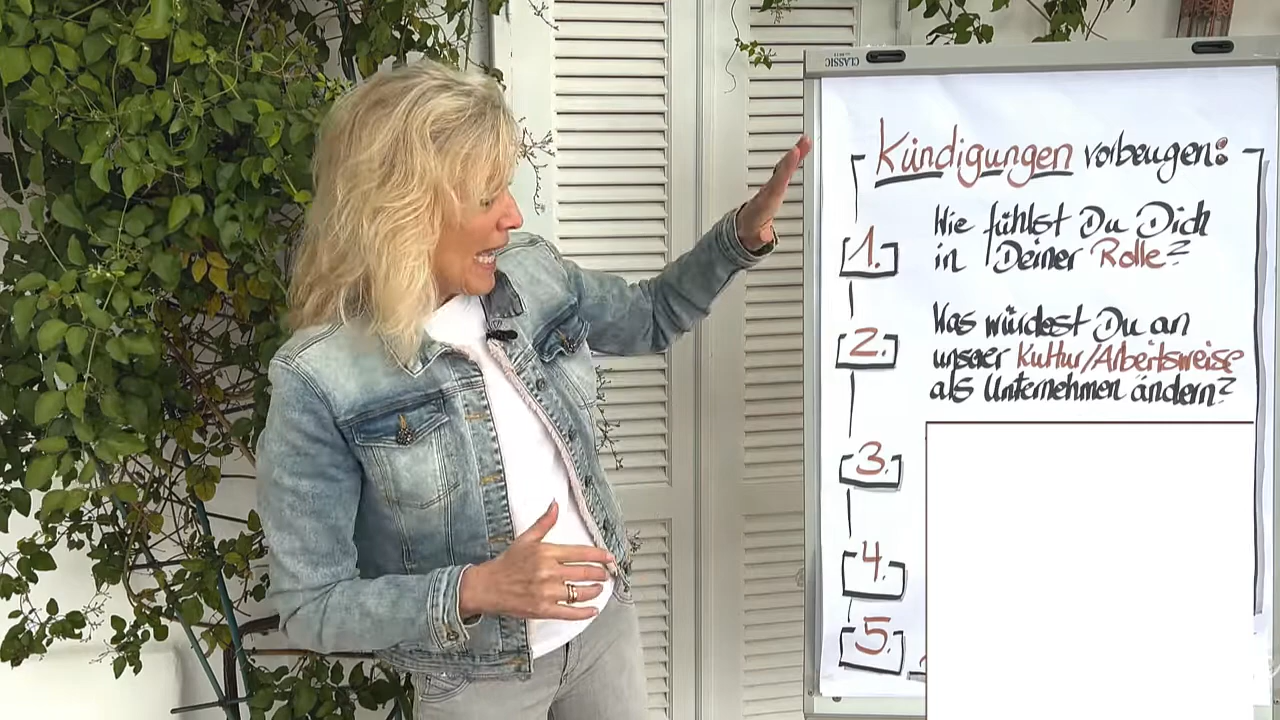 CLASSIC
Kündigungen vorbeugen:
1. Wie fühlst Du Dich
in Deiner Rolle?
2. Was würdest Du an
unserer Kultur/Arbeitsweise
als Unternehmen ändern?
3.
4.
5.